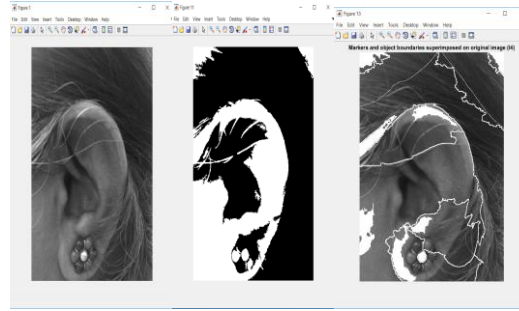 Figure 1
File Edit View Insert Tools Desktop Window Help
Figure 11
File Edit View Insert Tools Desktop Window Help
Figure 13
File Edit View Insert Tools Desktop Window Help
Markers and object boundaries superimposed on original image (I4)